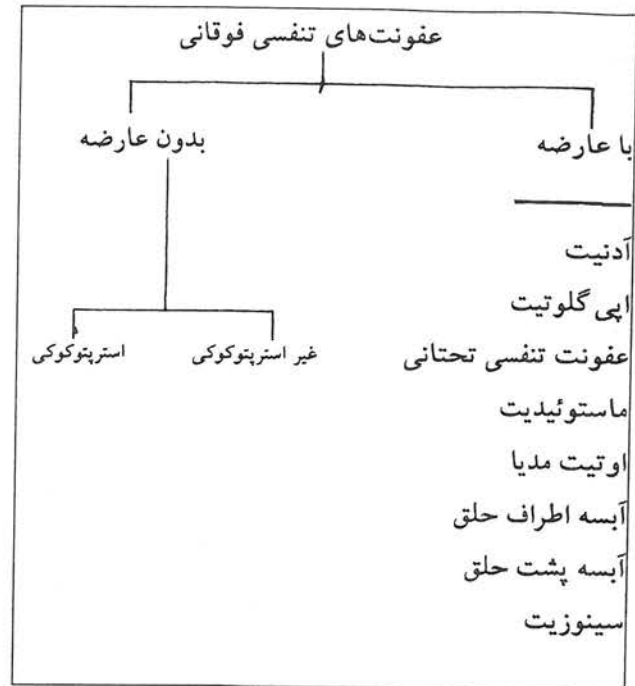 عفونت‌های تنفسی فوقانی
با عارضه
بدون عارضه
آدنیت
اپی گلوتیت
عفونت تنفسی تحتانی
ماستوئیدیت
اوتیت مدیا
آبسه اطراف حلق
آبسه پشت حلق
سینوزیت
غیر استرپتوکوکی
استرپتوکوکی